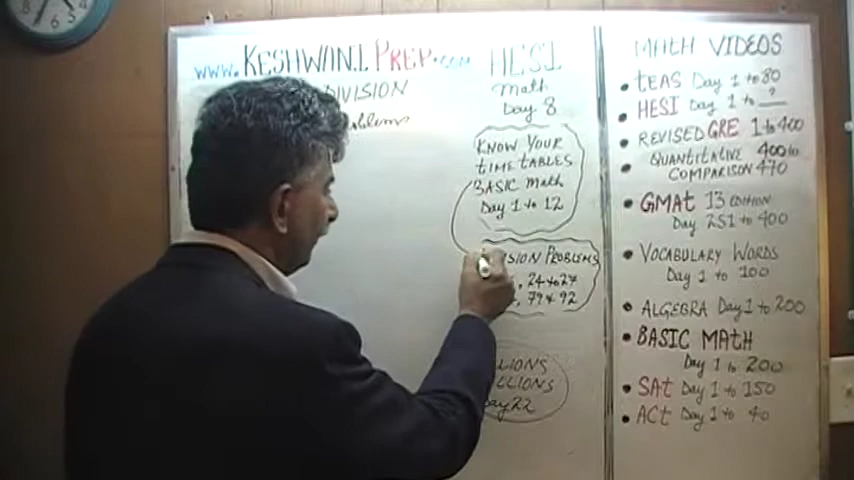 www.KESHWANI PREP.com
DIVISION
HESI
Math
Day 8
KNOW YOUR
TIME TABLES
BASIC Math
Day 1 to 12
PROBLEMS
, 24 to 27
, 79 & 92
Day 22
MATH VIDEOS
• TEAS Day 1 to 80
• HESI Day 1 to ?
• REVISED GRE 1 to 400
• QUANTITATIVE 400 to
COMPARISON 470
• GMAT 13 EDITION
Day 251 to 400
• VOCABULARY WORDS
Day 1 to 100
• ALGEBRA Day 1 to 200
• BASIC MATH
Day 1 to 200
• SAT Day 1 to 150
• ACT Day 1 to 40